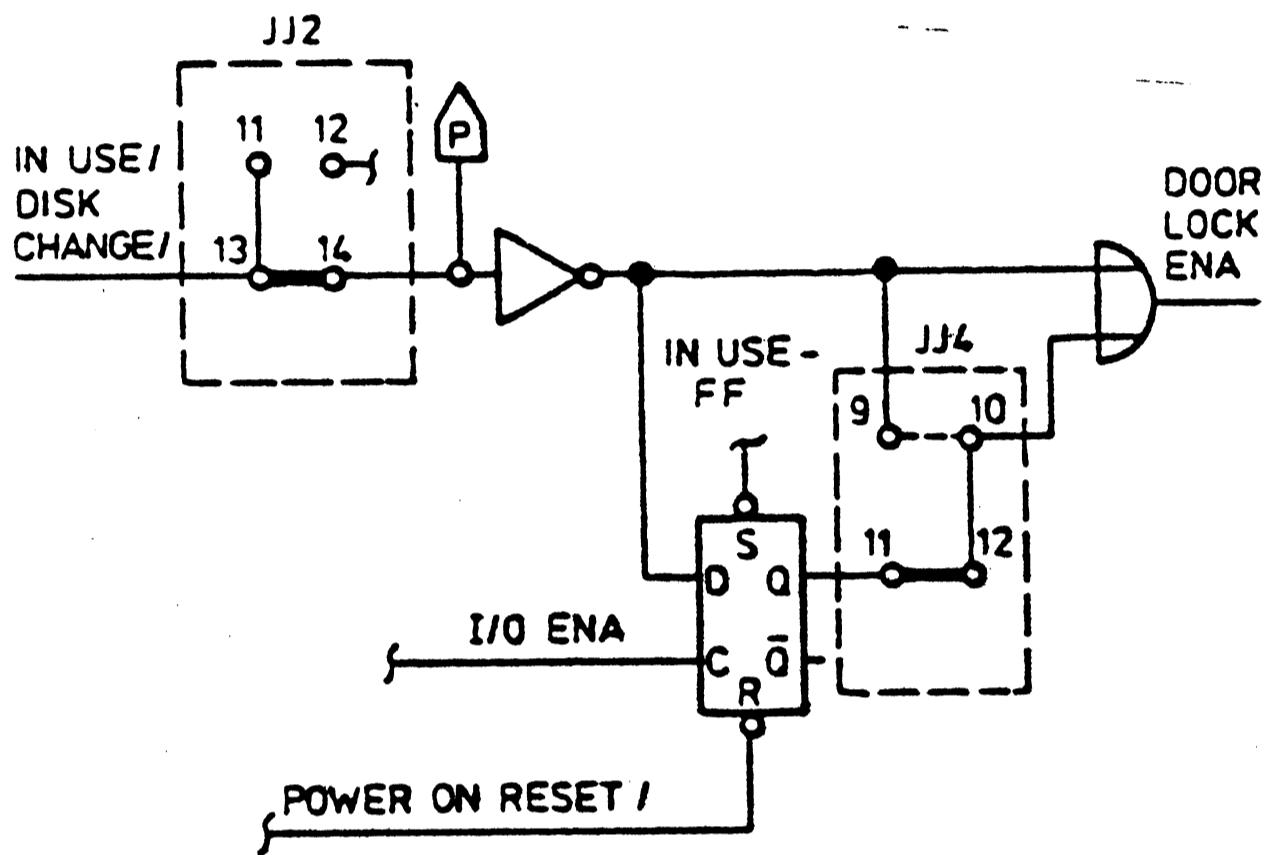 JJ2
11 12
P
IN USE/
DISK
CHANGE/
13 14
DOOR
LOCK
ENA
IN USE-
FF
JJ4
9 10
11 12
S
D Q
I/O ENA
C Q̄
R
POWER ON RESET/